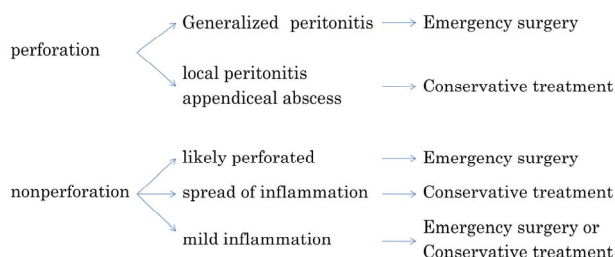 Generalized peritonitis Emergency surgery
perforation
local peritonitis
appendiceal abscess Conservative treatment
likely perforated Emergency surgery
nonperforation spread of inflammation Conservative treatment
mild inflammation Emergency surgery or
Conservative treatment